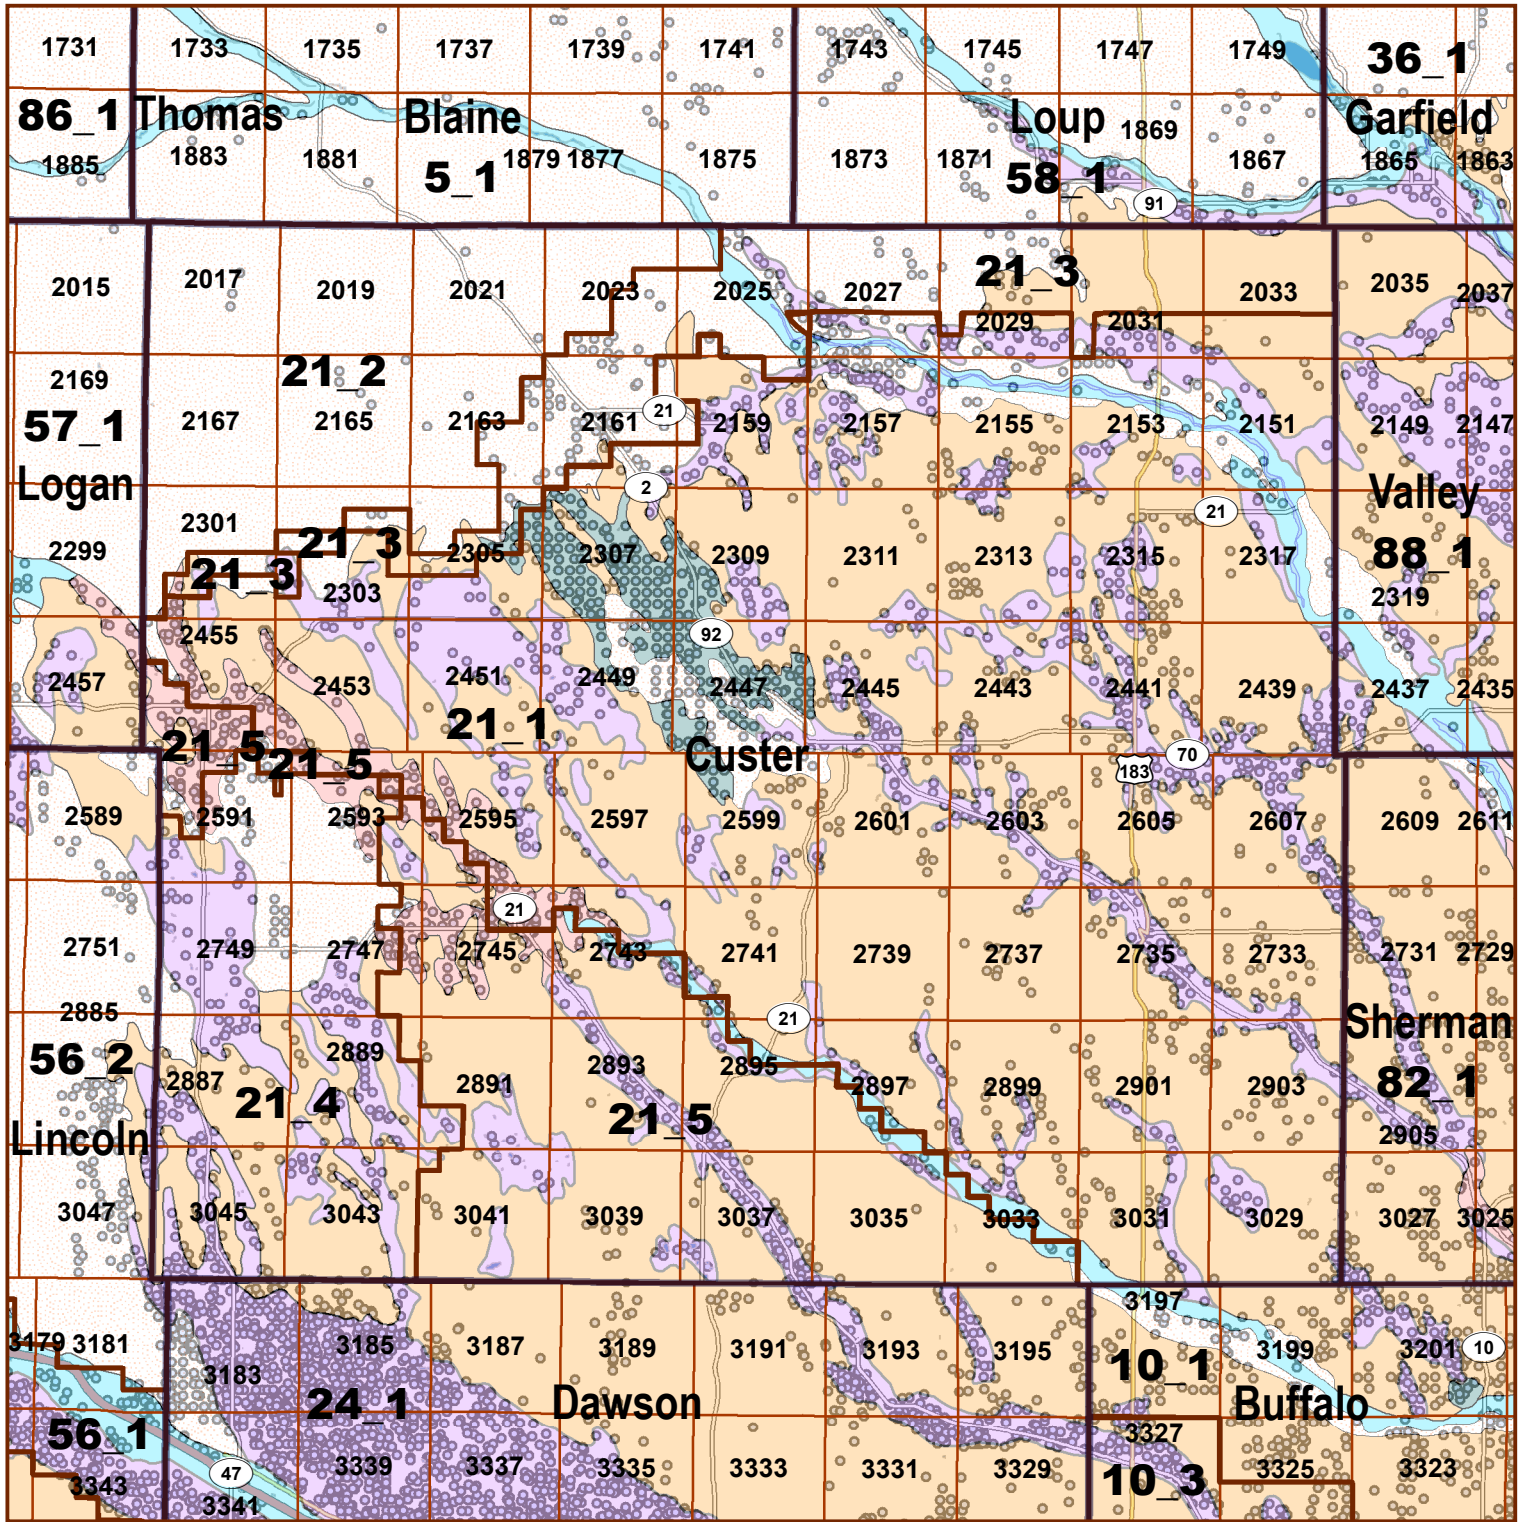 1731 1733 1735 1737 1739 1741 1743 1745 1747 1749 36_1
86_1 Thomas Blaine Loup 1869 Garfield
1885 1883 1881 5_1 1879 1877 1875 1873 1871 58_1 1867 1865 1863
91
2015 2017 2019 2021 2023 2025 2027 21_3 2033 2035 2037
2029 2031
2169 21_2
57_1 2167 2165 2163 2161 21 2159 2157 2155 2153 2151 2149 2147
Logan 2 Valley
2301 21
2299 21_3 2305 2307 2309 2311 2313 2315 2317 88_1
21_3 2303 2319
2455 92
2457 2453 2451 2449 2447 2445 2443 2441 2439 2437 2435
21_1
21_5 21_5 Custer 183 70
2589 2591 2593 2595 2597 2599 2601 2603 2605 2607 2609 2611
21
2751 2749 2747 2745 2743 2741 2739 2737 2735 2733 2731 2729
2885 21 Sherman
56_2 2887 2889 2891 2893 2895 2897 2899 2901 2903 82_1
21_4 21_5
Lincoln 2905
3047 3045 3043 3041 3039 3037 3035 3033 3031 3029 3027 3025
3197
3179 3181 3183 3185 3187 3189 3191 3193 3195 10_1 3199 3201 10
24_1 Dawson Buffalo
56_1 3327
47 3339 3337 3335 3333 3331 3329 10_3 3325 3323
3343 3341